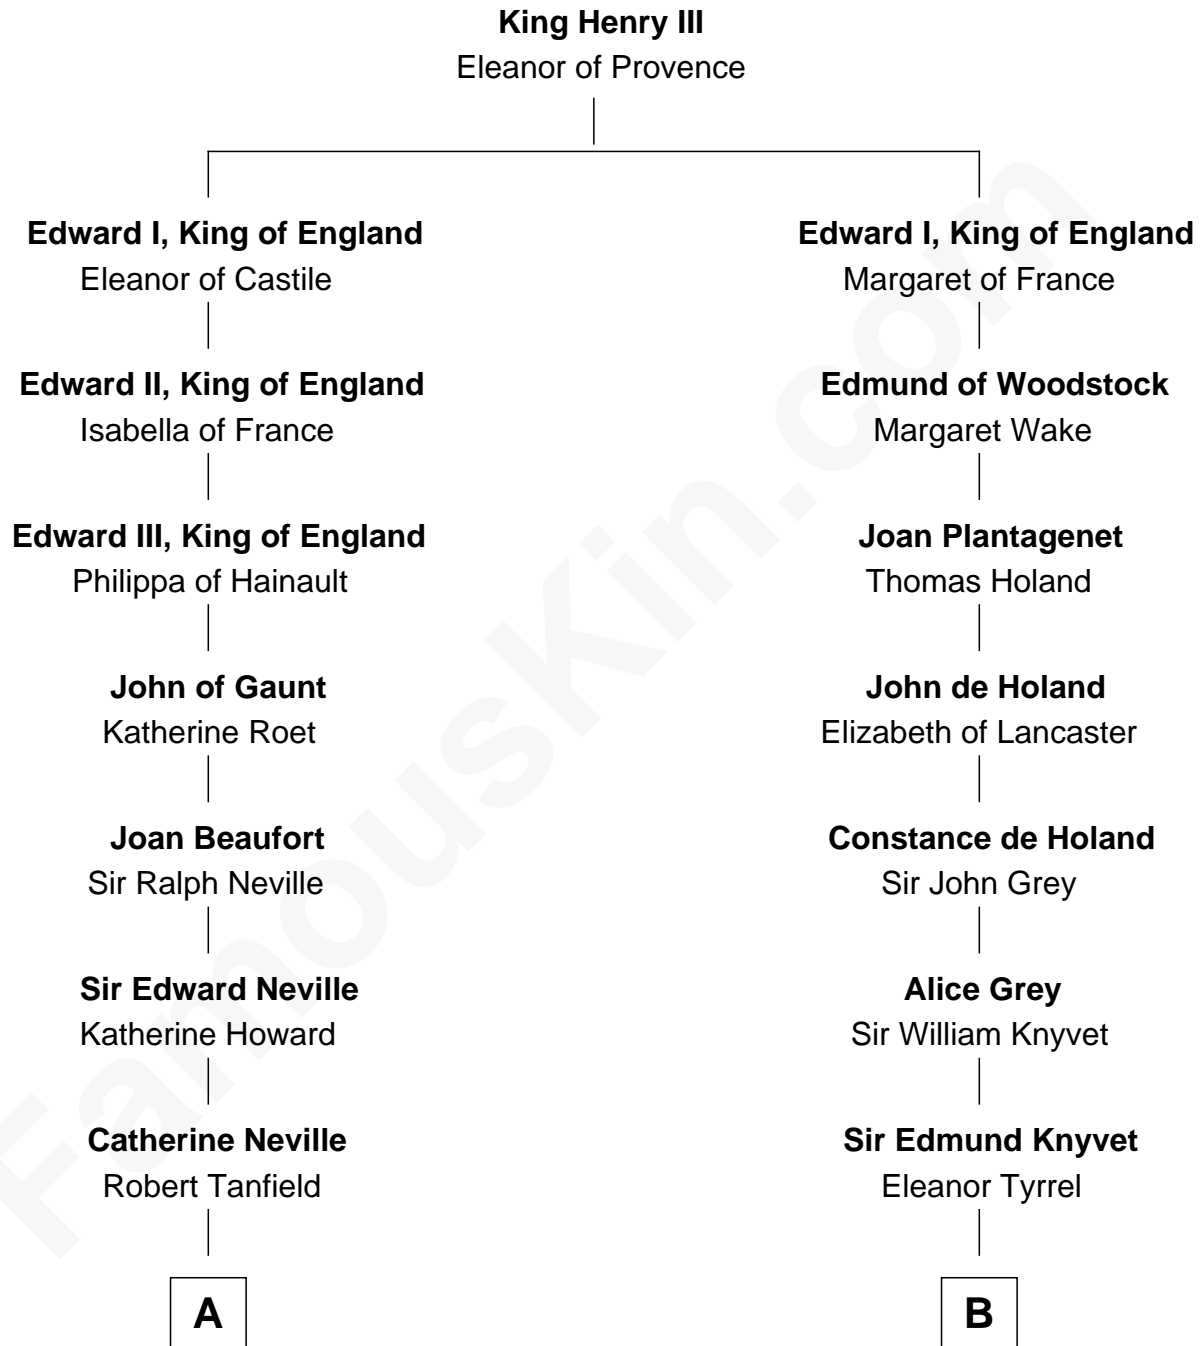 King Henry III
Eleanor of Provence
Edward I, King of England
Eleanor of Castile
Edward I, King of England
Margaret of France
Edward II, King of England
Isabella of France
Edmund of Woodstock
Margaret Wake
Edward III, King of England
Philippa of Hainault
Joan Plantagenet
Thomas Holand
John of Gaunt
Katherine Roet
John de Holand
Elizabeth of Lancaster
Joan Beaufort
Sir Ralph Neville
Constance de Holand
Sir John Grey
Sir Edward Neville
Katherine Howard
Alice Grey
Sir William Knyvet
Catherine Neville
Robert Tanfield
Sir Edmund Knyvet
Eleanor Tyrrel
A
B
FamousKin.com